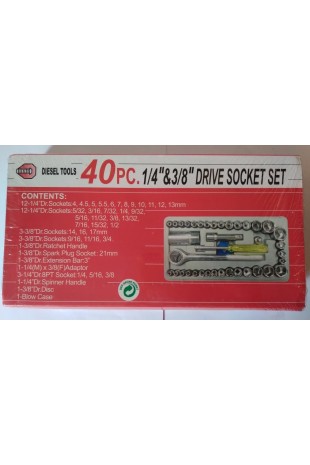 DIESEL TOOLS
40PC. 1/4"&3/8" DRIVE SOCKET SET
CONTENTS:
12-1/4"Dr.Sockets:4, 4.5, 5, 5.5, 6, 7, 8, 9, 10, 11, 12, 13mm
12-1/4"Dr.Sockets:5/32, 3/16, 7/32, 1/4, 9/32,
5/16, 11/32, 3/8, 13/32,
7/16, 15/32, 1/2
3-3/8"Dr.Sockets:14, 16, 17mm
3-3/8"Dr.Sockets:9/16, 11/16, 3/4
1-3/8"Dr.Ratchet Handle
1-3/8"Dr.Spark Plug Socket: 21mm
1-3/8"Dr.Extension Bar:3"
1-1/4(M) x 3/8(F)Adaptor
3-1/4"Dr.8PT Socket:1/4, 5/16, 3/8
1-1/4"Dr.Spinner Handle
1-3/8"Dr.Disc
1-Blow Case